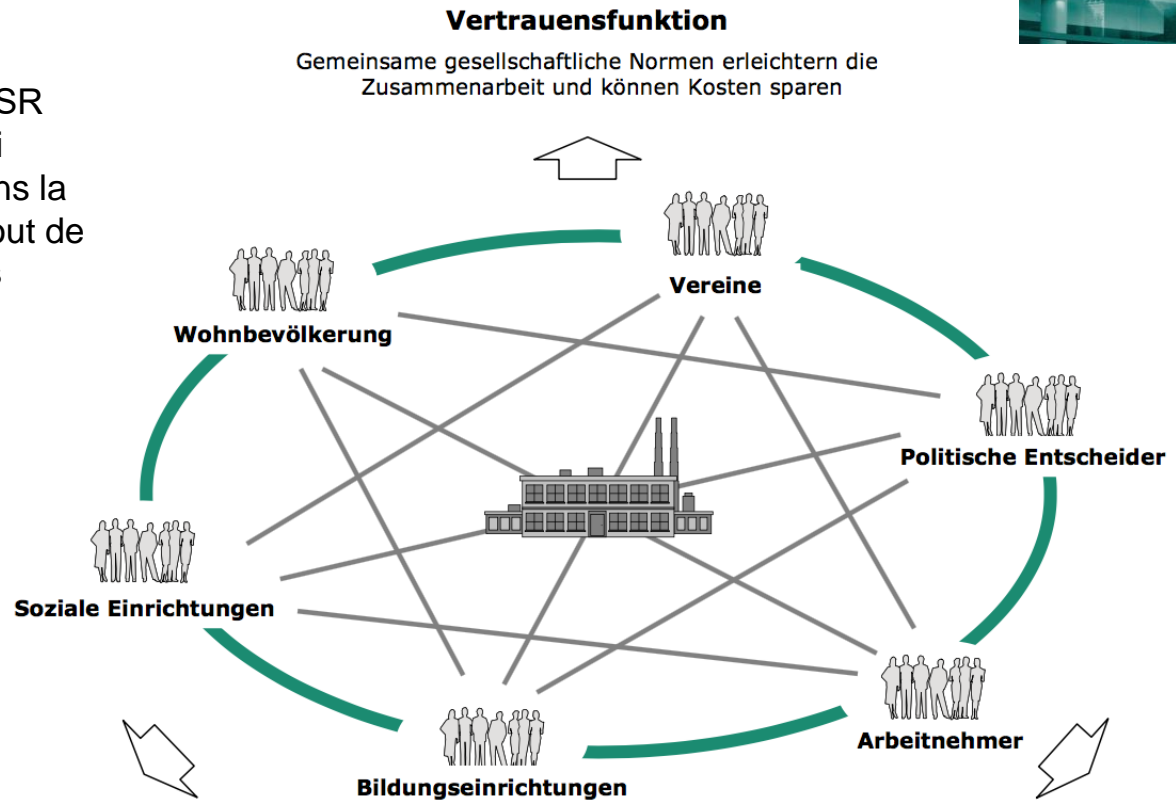 Vertrauensfunktion
Gemeinsame gesellschaftliche Normen erleichtern die
Zusammenarbeit und können Kosten sparen
SR
ns la
out de
Vereine
Wohnbevölkerung
Politische Entscheider
Soziale Einrichtungen
Arbeitnehmer
Bildungseinrichtungen